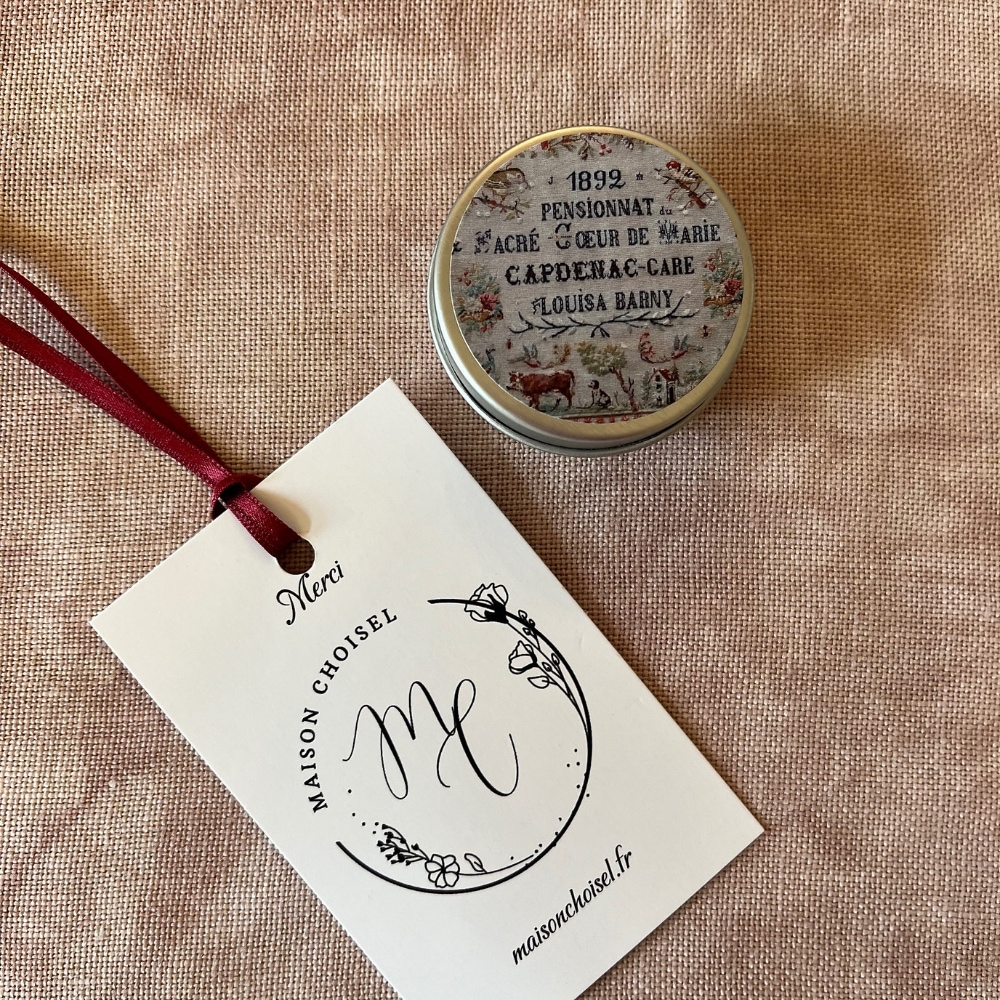 1892
PENSIONNAT du
SACRÉ-CŒUR DE MARIE
CAPDENAC-GARE
LOUISA BARNY
Merci
MAISON CHOISEL
MC
maisonchoisel.fr